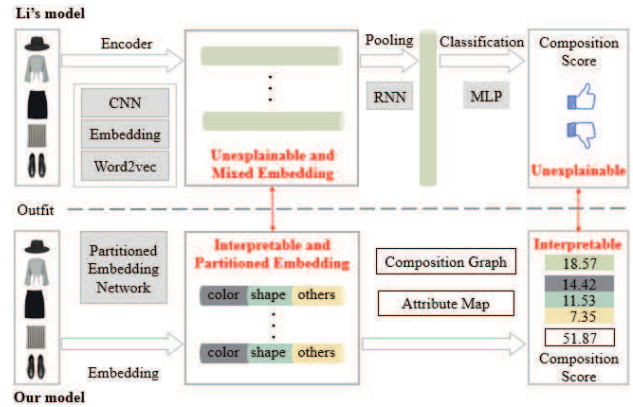 Li's model
Encoder
Pooling
Classification
Composition
Score
CNN
Embedding
Word2vec
RNN
MLP
Unexplainable and
Mixed Embedding
Unexplainable
Outfit
Partitioned
Embedding
Network
Interpretable and
Partitioned Embedding
color shape others
color shape others
Composition Graph
Attribute Map
Interpretable
18.57
14.42
11.53
7.35
51.87
Composition
Score
Embedding
Our model